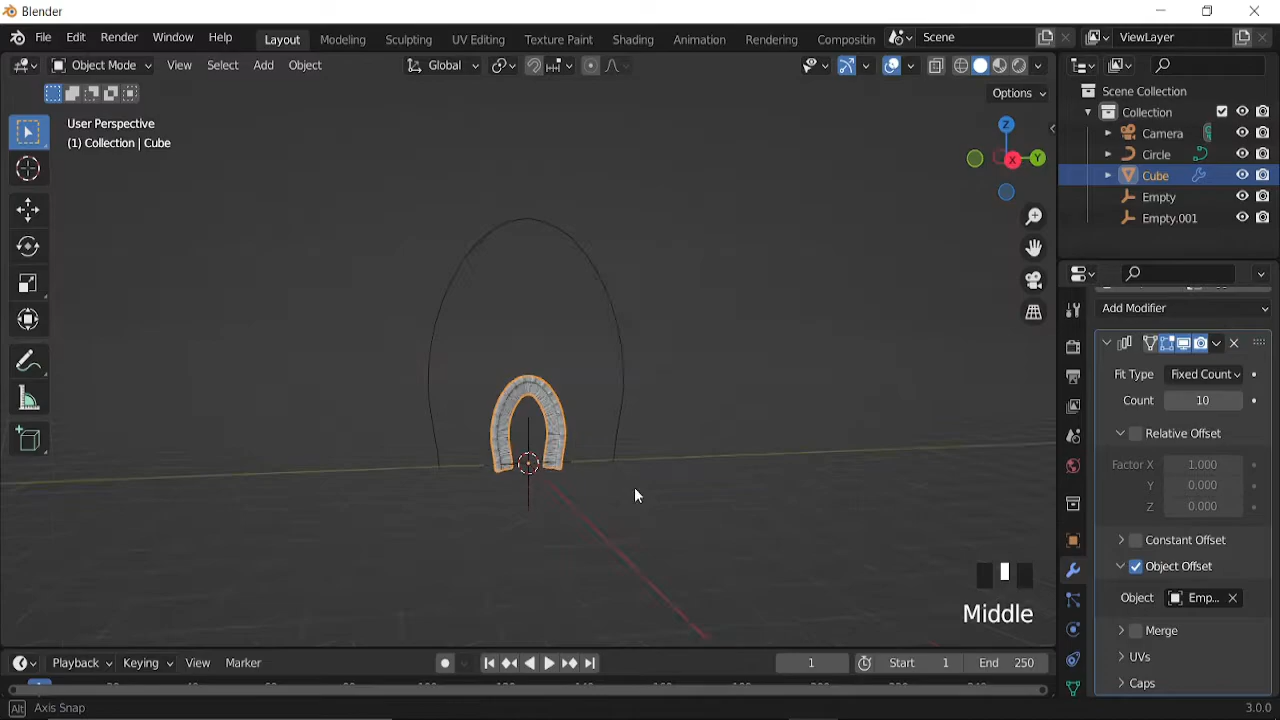 Blender
File Edit Render Window Help Layout Modeling Sculpting UV Editing Texture Paint Shading Animation Rendering Compositin Scene ViewLayer
Object Mode View Select Add Object Global
Options
User Perspective
(1) Collection | Cube
Z
X
Y
Scene Collection
Collection
Camera
Circle
Cube
Empty
Empty.001
Add Modifier
Fit Type Fixed Count
Count 10
Relative Offset
Factor X 1.000
Y 0.000
Z 0.000
Constant Offset
Object Offset
Object Emp...
Merge
UVs
Caps
Middle
Playback Keying View Marker 1 Start 1 End 250
Alt Axis Snap 3.0.0